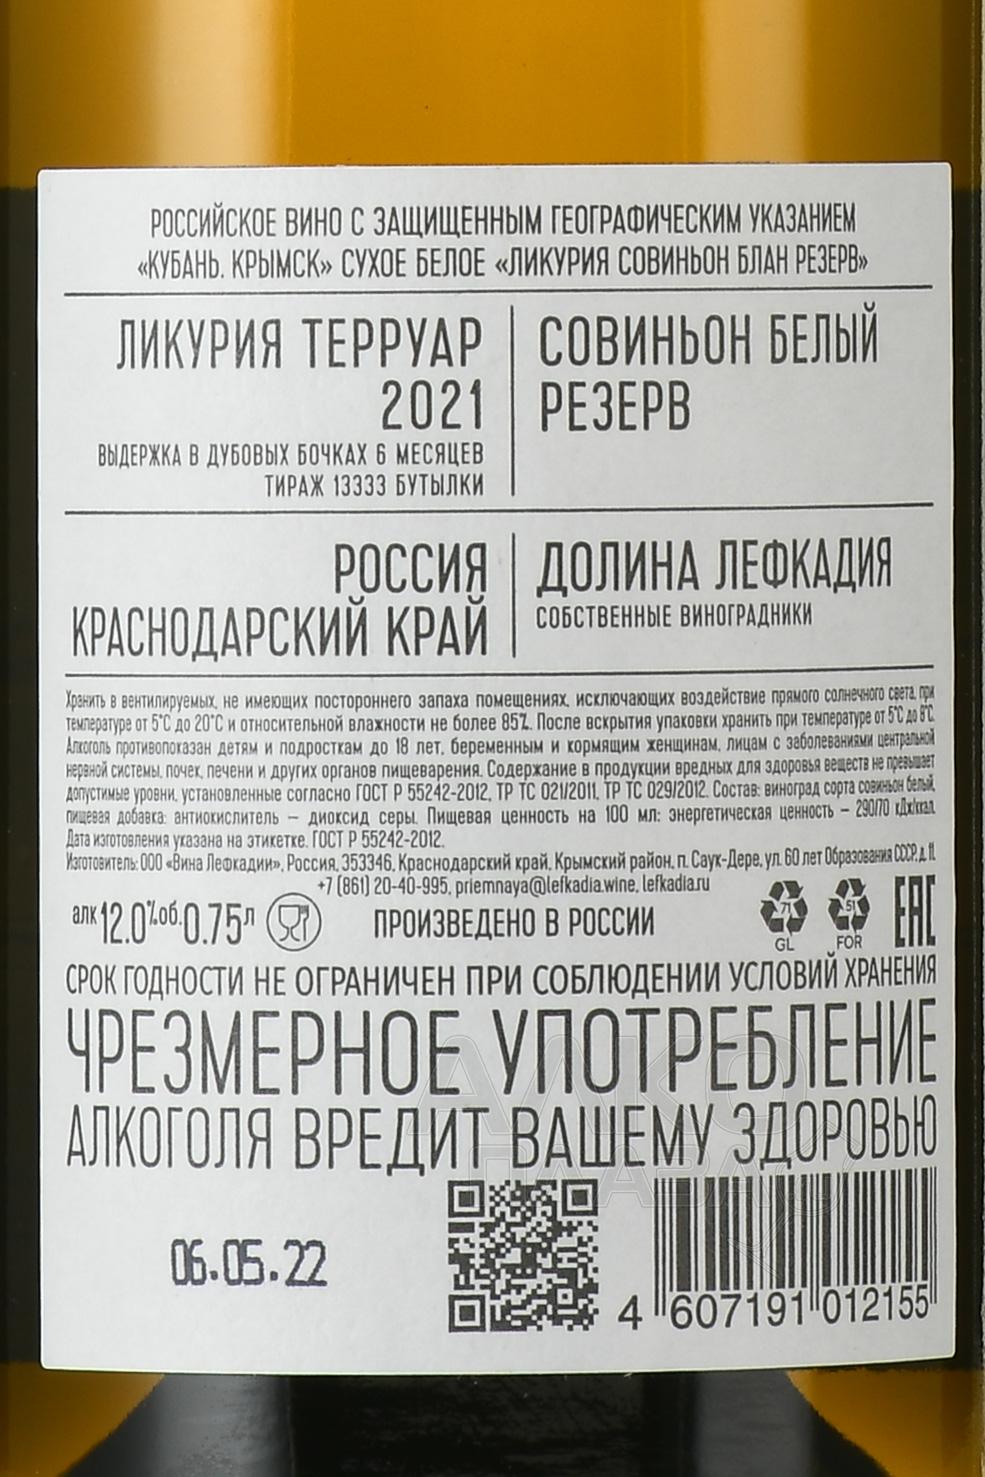 РОССИЙСКОЕ ВИНО С ЗАЩИЩЕННЫМ ГЕОГРАФИЧЕСКИМ УКАЗАНИЕМ
«КУБАНЬ. КРЫМСК» СУХОЕ БЕЛОЕ «ЛИКУРИЯ СОВИНЬОН БЛАН РЕЗЕРВ»
ЛИКУРИЯ ТЕРРУАР
2021
ВЫДЕРЖКА В ДУБОВЫХ БОЧКАХ 6 МЕСЯЦЕВ
ТИРАЖ 13333 БУТЫЛКИ
СОВИНЬОН БЕЛЫЙ
РЕЗЕРВ
РОССИЯ
КРАСНОДАРСКИЙ КРАЙ
ДОЛИНА ЛЕФКАДИЯ
СОБСТВЕННЫЕ ВИНОГРАДНИКИ
Хранить в вентилируемых, не имеющих постороннего запаха помещениях, исключающих воздействие прямого солнечного света, при
температуре от 5°С до 20°С и относительной влажности не более 85%. После вскрытия упаковки хранить при температуре от 5°С до 8°С.
Алкоголь противопоказан детям и подросткам до 18 лет, беременным и кормящим женщинам, лицам с заболеваниями центральной
нервной системы, почек, печени и других органов пищеварения. Содержание в продукции вредных для здоровья веществ не превышает
допустимые уровни, установленные согласно ГОСТ Р 55242-2012, ТР ТС 021/2011, ТР ТС 029/2012. Состав: виноград сорта совиньон белый,
пищевая добавка: антиокислитель – диоксид серы. Пищевая ценность на 100 мл: энергетическая ценность – 290/70 кДж/ккал.
Дата изготовления указана на этикетке. ГОСТ Р 55242-2012.
Изготовитель: ООО «Вина Лефкадии», Россия, 353346, Краснодарский край, Крымский район, п. Саук-Дере, ул. 60 лет Образования СССР, д. 11.
+7 (861) 20-40-995, priemnaya@lefkadia.wine, lefkadia.ru
алк 12.0%об. 0.75л ПРОИЗВЕДЕНО В РОССИИ 71 GL 51 FOR EAC
СРОК ГОДНОСТИ НЕ ОГРАНИЧЕН ПРИ СОБЛЮДЕНИИ УСЛОВИЙ ХРАНЕНИЯ
ЧРЕЗМЕРНОЕ УПОТРЕБЛЕНИЕ
АЛКОГОЛЯ ВРЕДИТ ВАШЕМУ ЗДОРОВЬЮ
АЛКО
НАВАС
06.05.22
4 607191 012155